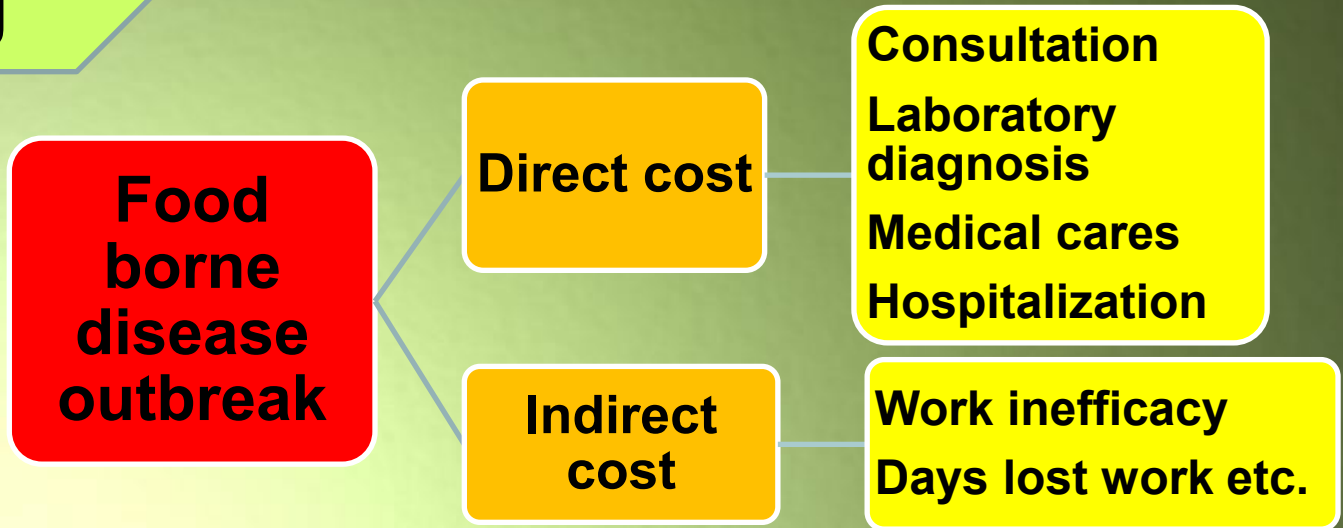 Food
borne
disease
outbreak
Direct cost
Consultation
Laboratory
diagnosis
Medical cares
Hospitalization
Indirect
cost
Work inefficacy
Days lost work etc.